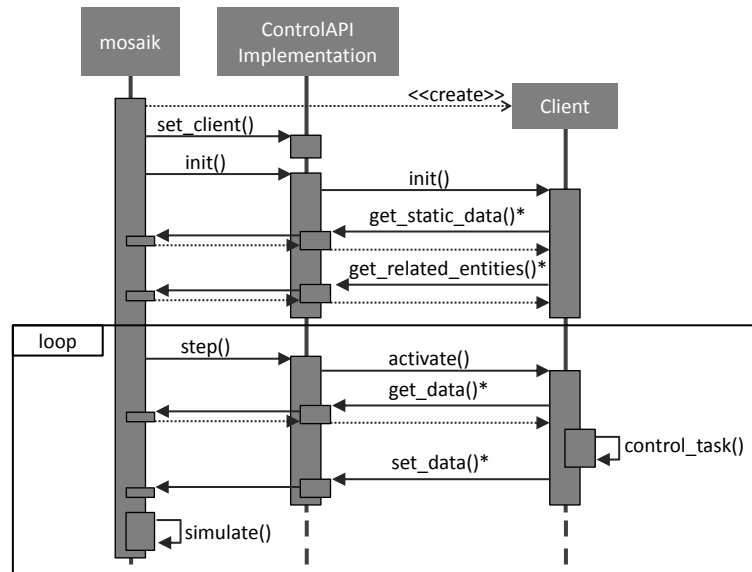 mosaik
ControlAPI
Implementation
<<create>>
Client
set_client()
init()
init()
get_static_data()*
get_related_entities()*
loop
step()
activate()
get_data()*
control_task()
set_data()*
simulate()